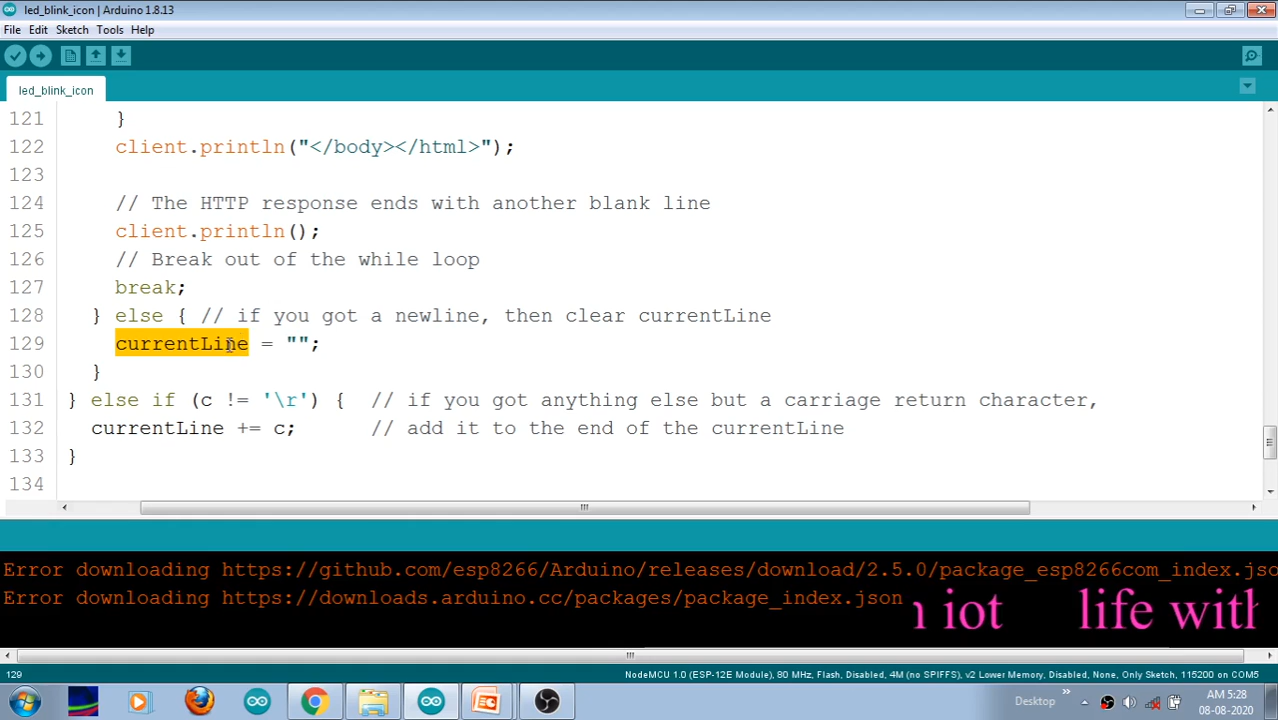 led_blink_icon | Arduino 1.8.13
File Edit Sketch Tools Help
led_blink_icon
121 }
122 client.println("</body></html>");
123
124 // The HTTP response ends with another blank line
125 client.println();
126 // Break out of the while loop
127 break;
128 } else { // if you got a newline, then clear currentLine
129 currentLine = "";
130 }
131 } else if (c != '\r') { // if you got anything else but a carriage return character,
132 currentLine += c; // add it to the end of the currentLine
133 }
134
Error downloading https://github.com/esp8266/Arduino/releases/download/2.5.0/package_esp8266com_index.jso
Error downloading https://downloads.arduino.cc/packages/package_index.json
iot life with
129 NodeMCU 1.0 (ESP-12E Module), 80 MHz, Flash, Disabled, 4M (no SPIFFS), v2 Lower Memory, Disabled, None, Only Sketch, 115200 on COM5
Desktop
AM 5:28
08-08-2020